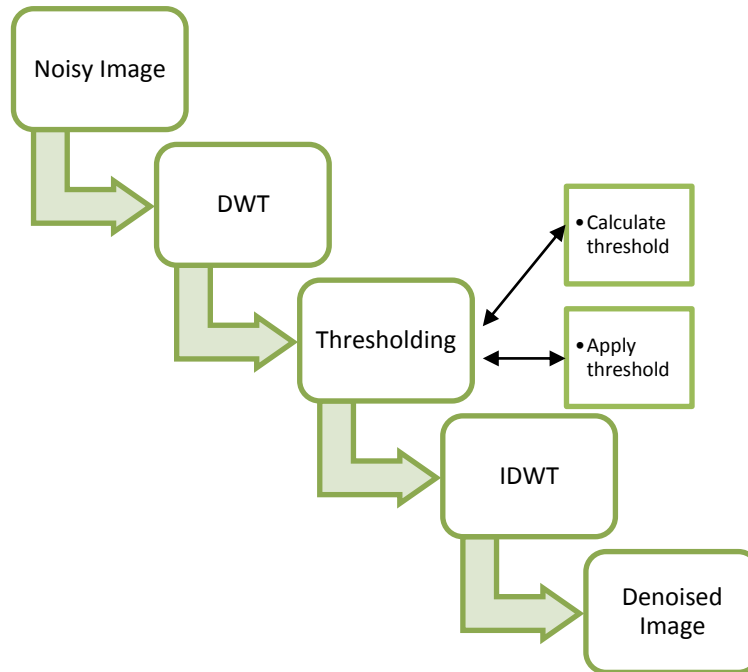 Noisy Image
DWT
• Calculate
threshold
Thresholding
• Apply
threshold
IDWT
Denoised
Image